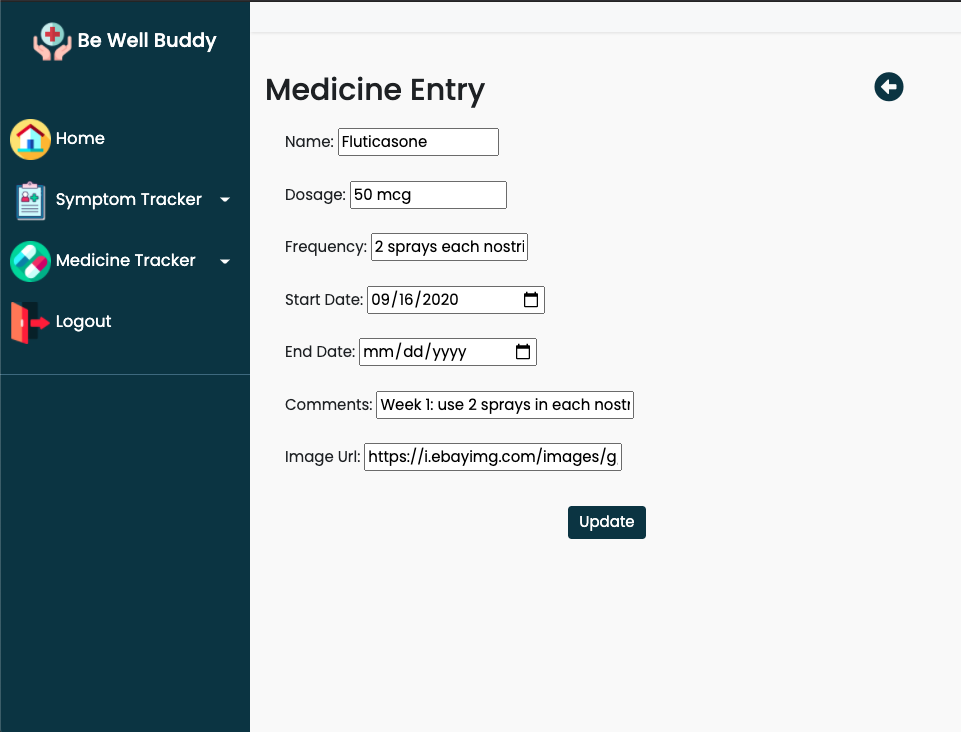 Be Well Buddy
Home
Symptom Tracker
Medicine Tracker
Logout
Medicine Entry
Name: Fluticasone
Dosage: 50 mcg
Frequency: 2 sprays each nostri
Start Date: 09/16/2020
End Date: mm/dd/yyyy
Comments: Week 1: use 2 sprays in each nostr
Image Url: https://i.ebayimg.com/images/g
Update